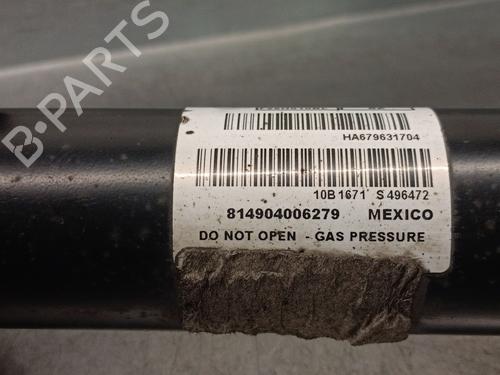 B-PARTS
HA679631704
10B 1671 S 496472
814904006279 MEXICO
DO NOT OPEN - GAS PRESSURE